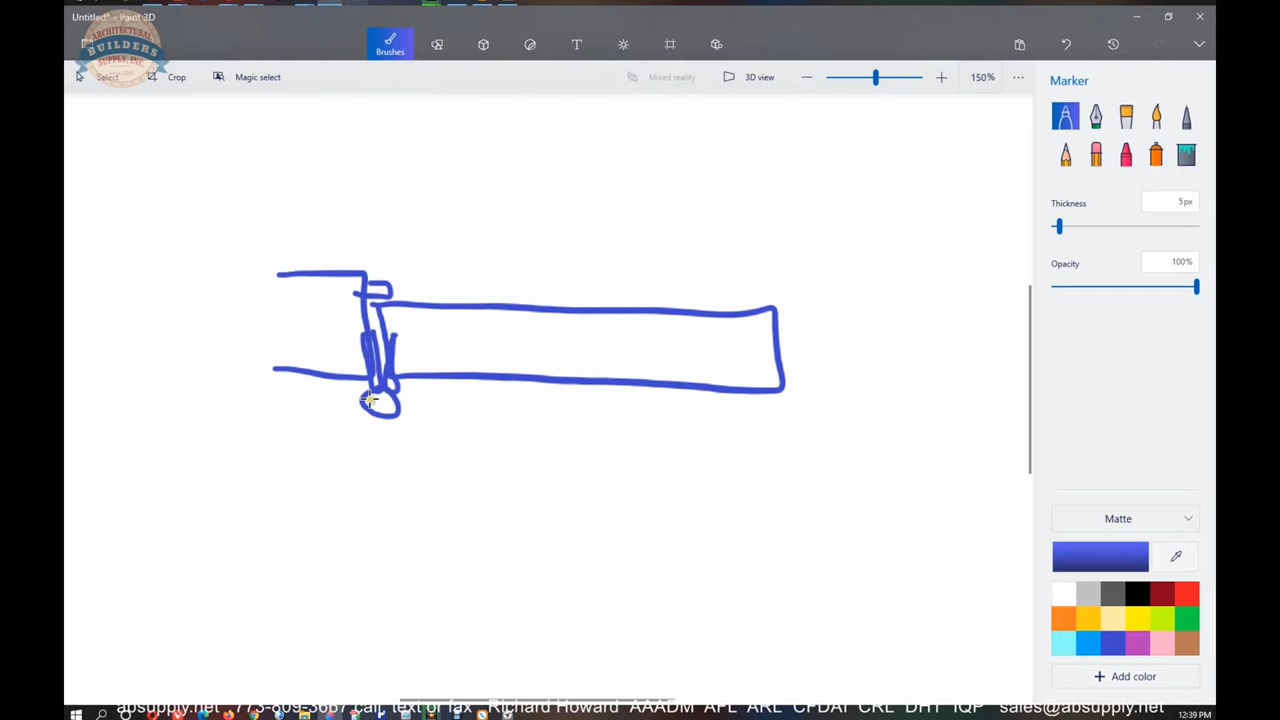 Untitled* - Paint 3D
ARCHITECTURAL
BUILDERS
SUPPLY, INC.
Brushes
Select
Crop
Magic select
Mixed reality
3D view
150%
Marker
Thickness
5px
Opacity
100%
Matte
Add color
absupply.net 773-809-3667 call, text or fax Richard Howard AAADM AFL ARL CFDAI CRL DHT IQP sales@absupply.net
12:39 PM